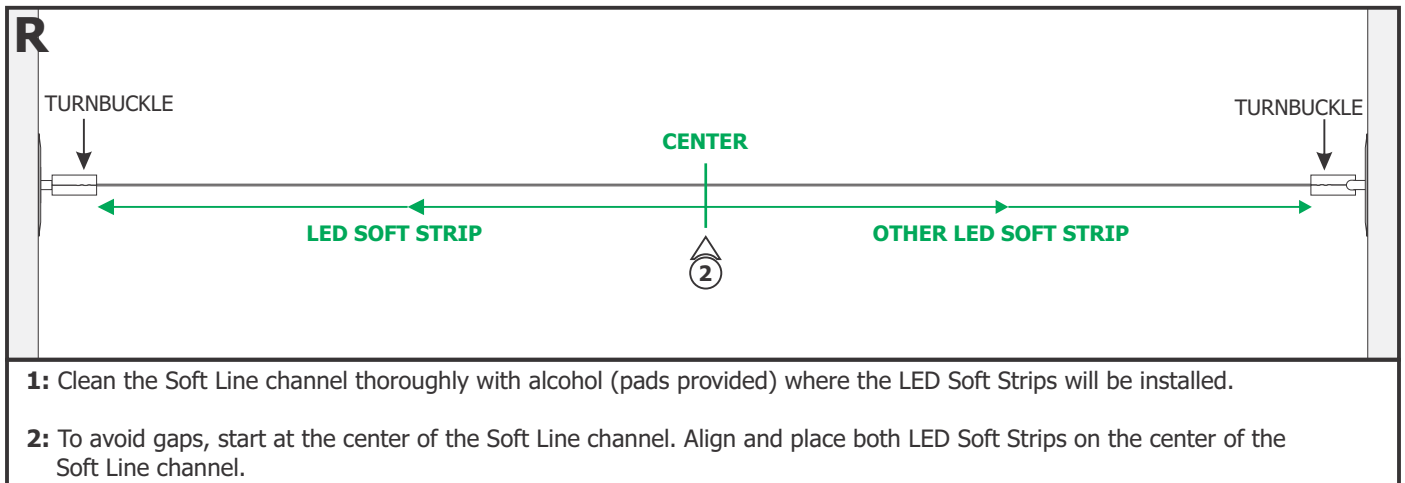 R
TURNBUCKLE
TURNBUCKLE
CENTER
LED SOFT STRIP
OTHER LED SOFT STRIP
2
1: Clean the Soft Line channel thoroughly with alcohol (pads provided) where the LED Soft Strips will be installed.
2: To avoid gaps, start at the center of the Soft Line channel. Align and place both LED Soft Strips on the center of the
Soft Line channel.